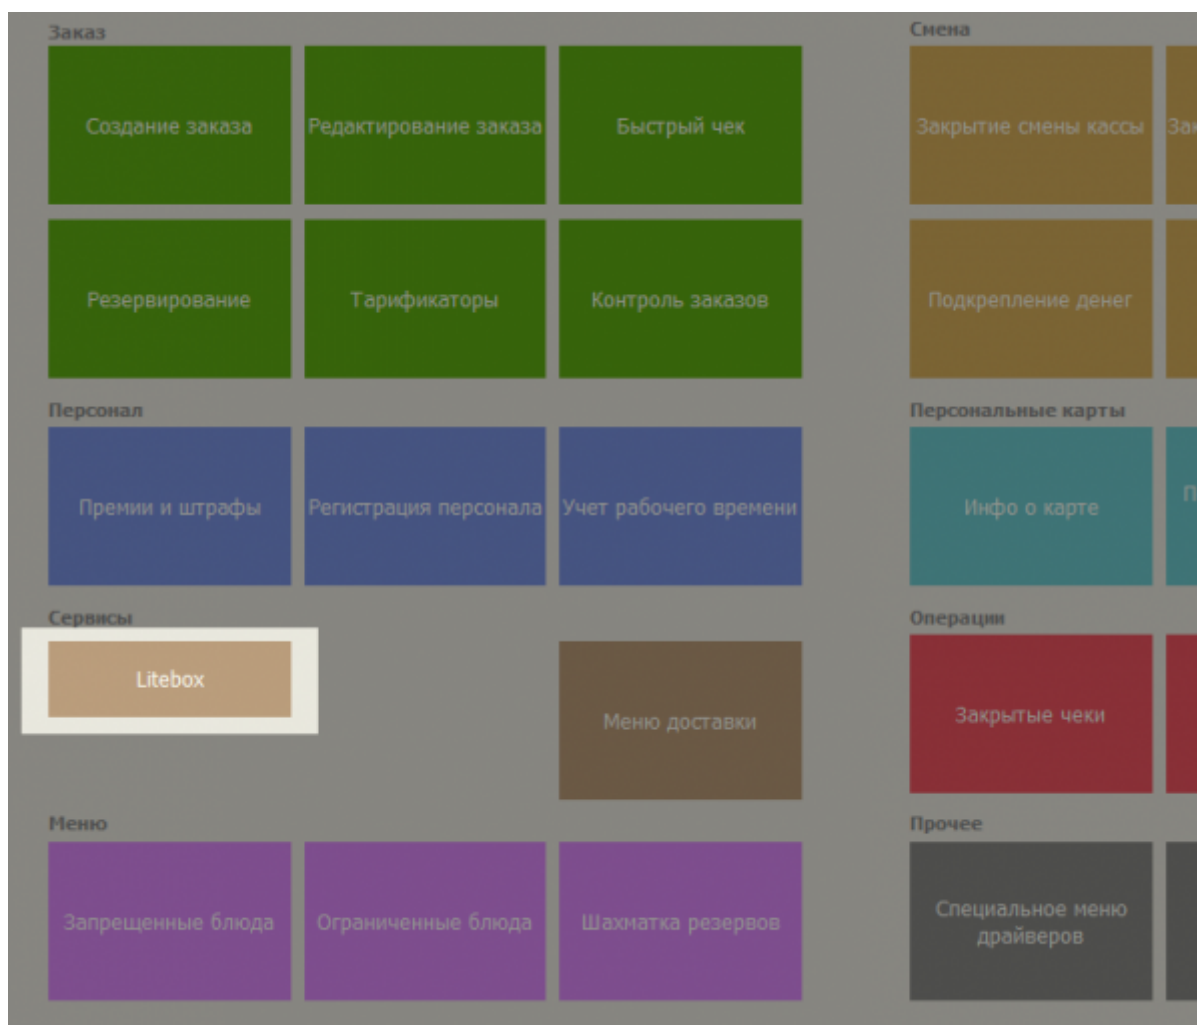 Заказ
Создание заказа
Редактирование заказа
Быстрый чек
Резервирование
Тарификаторы
Контроль заказов
Персонал
Премии и штрафы
Регистрация персонала
Учет рабочего времени
Сервисы
Litebox
Меню доставки
Меню
Запрещенные блюда
Ограниченные блюда
Шахматка резервов
Смена
Закрытие смены кассы
Подкрепление денег
Персональные карты
Инфо о карте
Операции
Закрытые чеки
Прочее
Специальное меню
драйверов